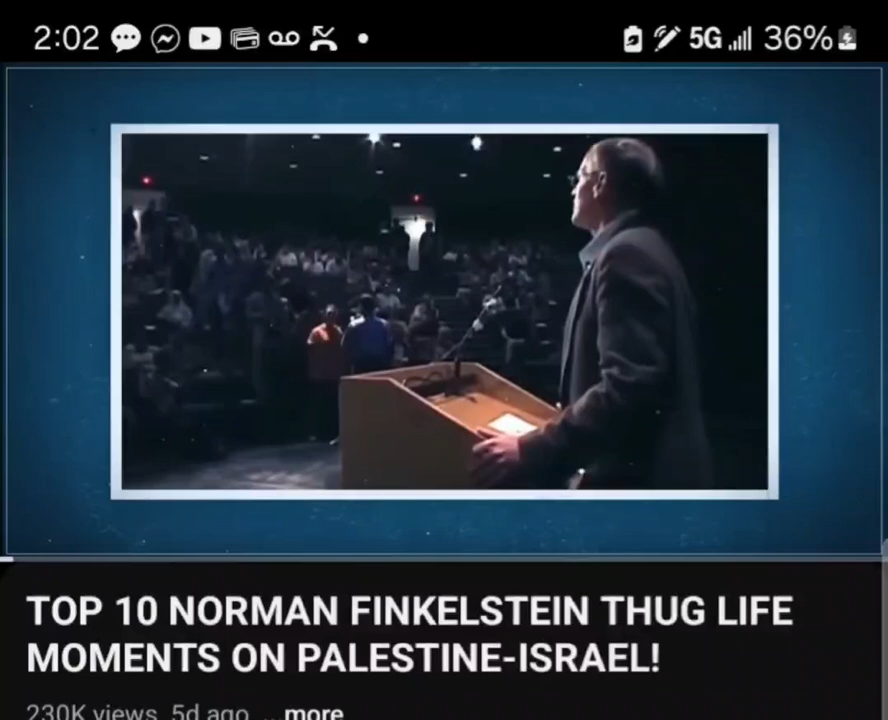 2:02 5G 36%
TOP 10 NORMAN FINKELSTEIN THUG LIFE
MOMENTS ON PALESTINE-ISRAEL!
230K views 5d ago ...more